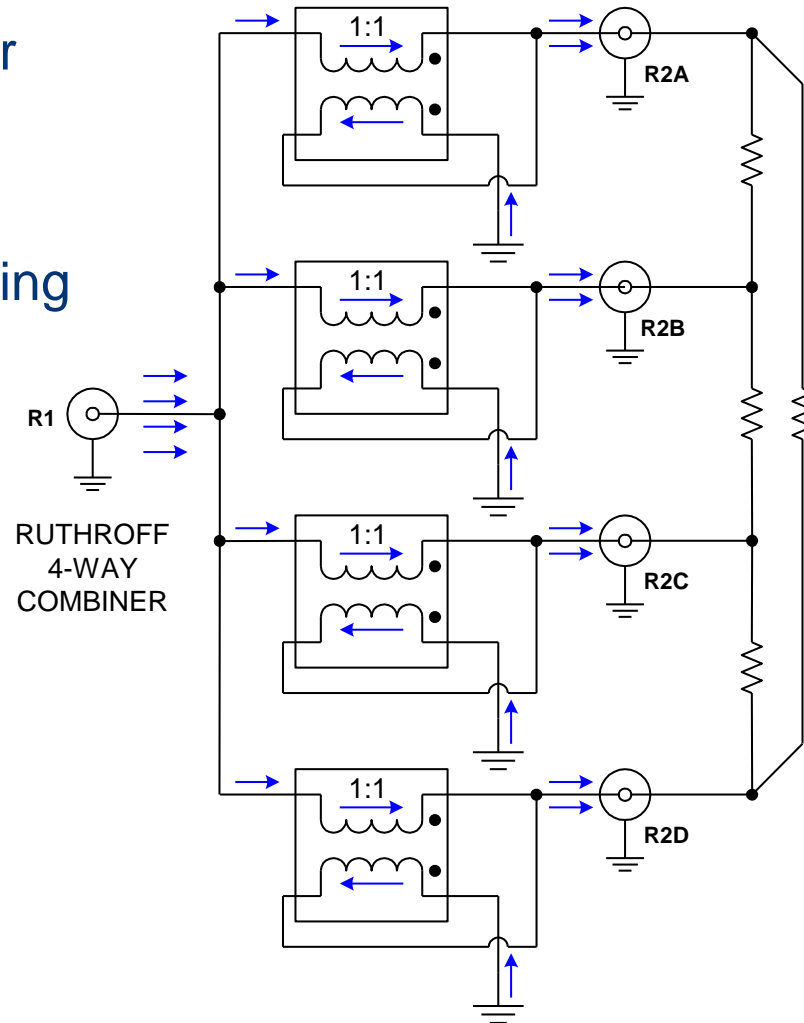 r
ing
1:1
R2A
1:1
R2B
R1
RUTHROFF
4-WAY
COMBINER
1:1
R2C
1:1
R2D